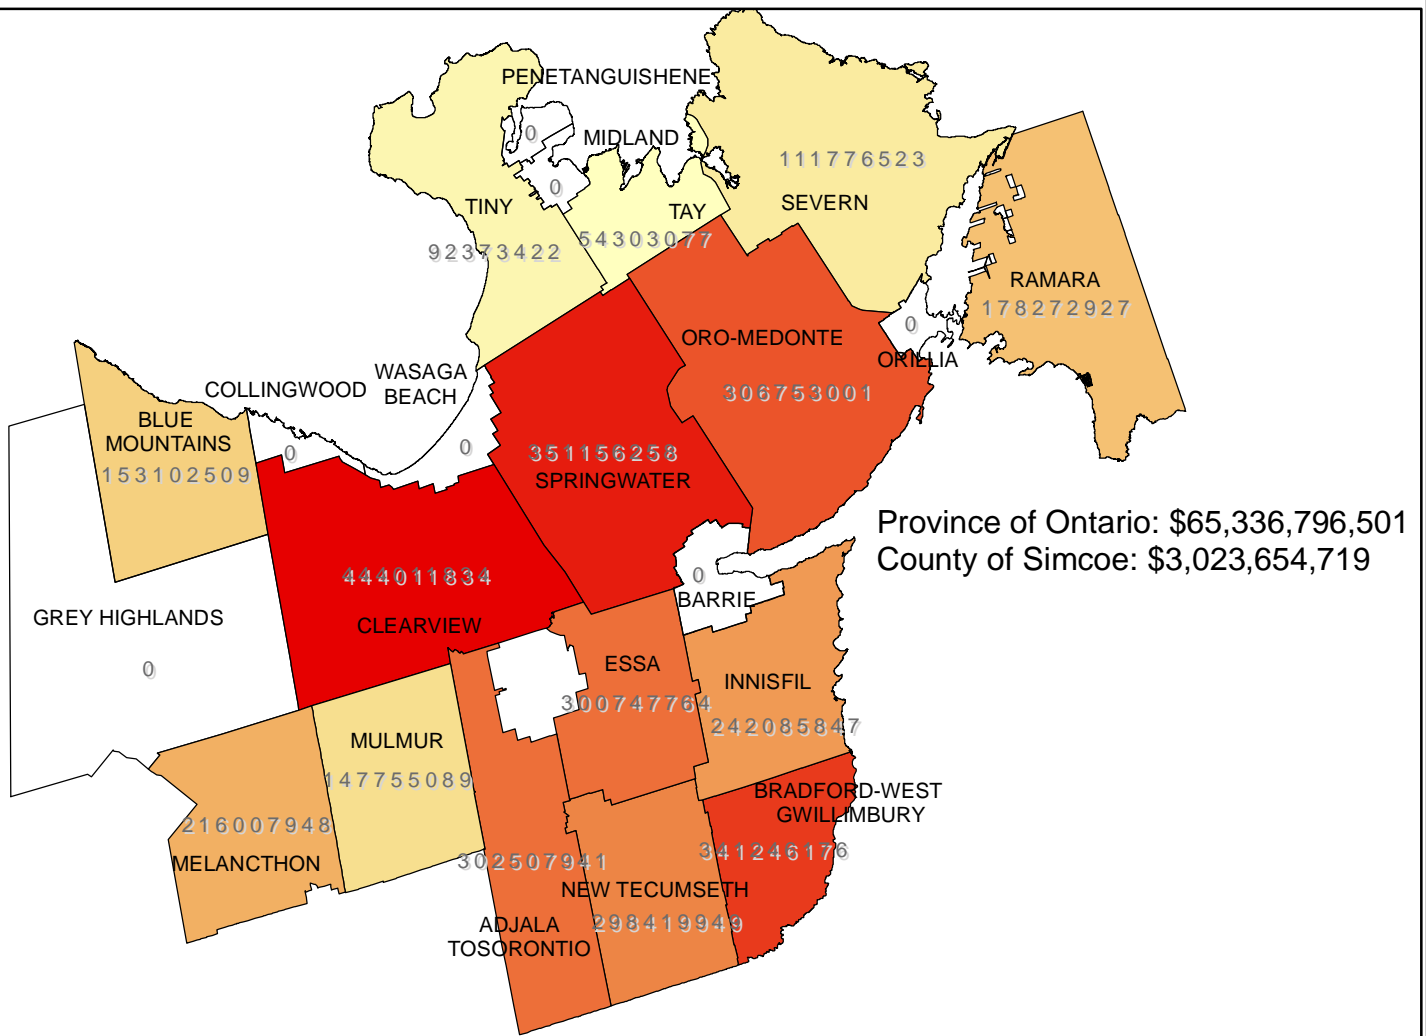 PENETANGUISHENE
0
MIDLAND
0
111776523
SEVERN
TINY
TAY
54303077
92373422
RAMARA
178272927
ORO-MEDONTE
0
ORILLIA
306753001
WASAGA
BEACH
COLLINGWOOD
BLUE
MOUNTAINS
153102509
0
0
351156258
SPRINGWATER
Province of Ontario: $65,336,796,501
County of Simcoe: $3,023,654,719
444011834
CLEARVIEW
0
BARRIE
GREY HIGHLANDS
0
ESSA
300747764
INNISFIL
242085847
MULMUR
147755089
BRADFORD-WEST
GWILLIMBURY
341246176
216007948
MELANCTHON
302507941
ADJALA
TOSORONTIO
NEW TECUMSETH
298419949